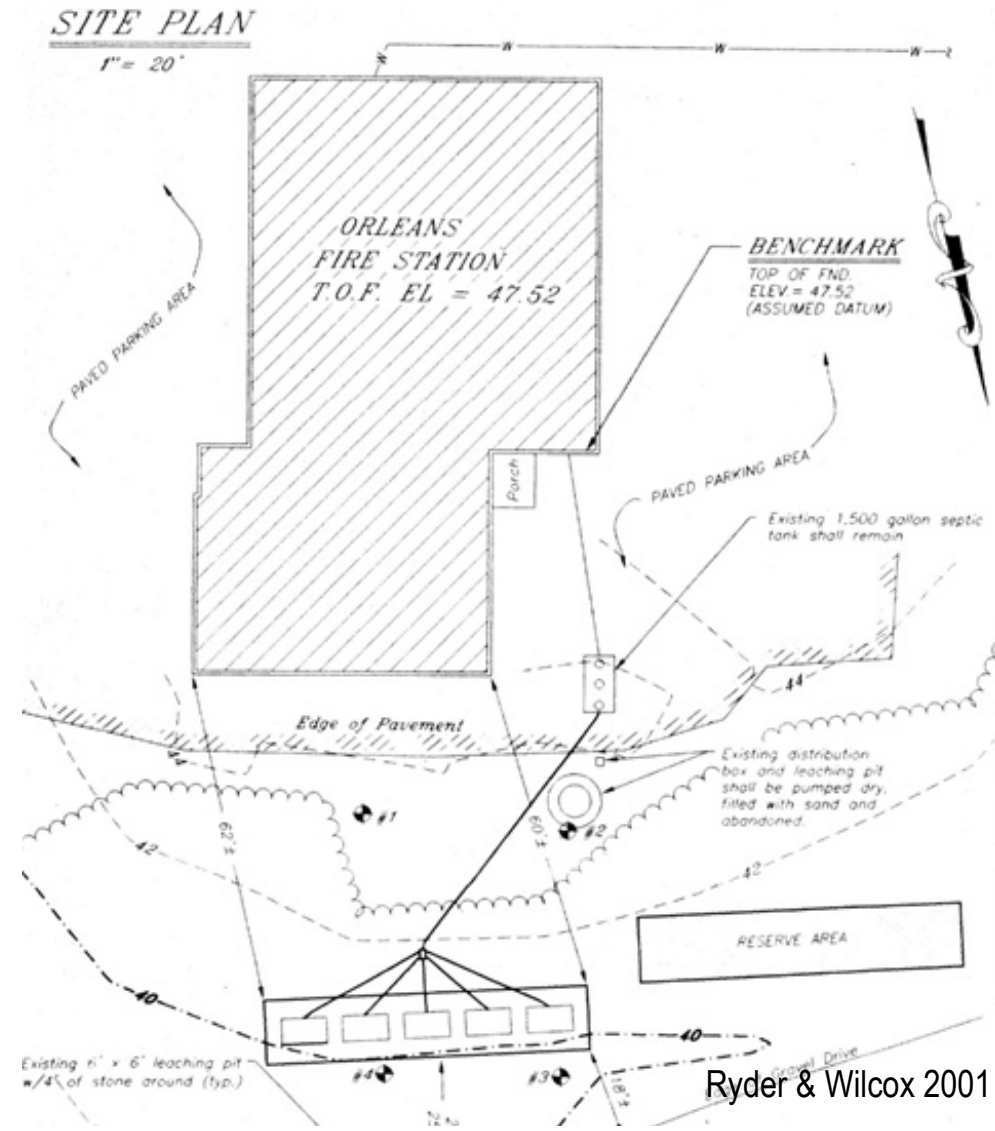 SITE PLAN
1" = 20'
W
W
W
W
ORLEANS
FIRE STATION
T.O.F. EL = 47.52
BENCHMARK
TOP OF FND.
ELEV.= 47.52
(ASSUMED DATUM)
PAVED PARKING AREA
PAVED PARKING AREA
Porch
Existing 1,500 gallon septic
tank shall remain
44
Edge of Pavement
44
Existing distribution
box and leaching pit
shall be pumped dry,
filled with sand and
abandoned.
#1
#2
62'±
60'±
42
42
RESERVE AREA
40
40
Existing 6' x 6' leaching pit
w/4' of stone around (typ.)
#4
#3
18'±
Gravel Drive
Ryder & Wilcox 2001